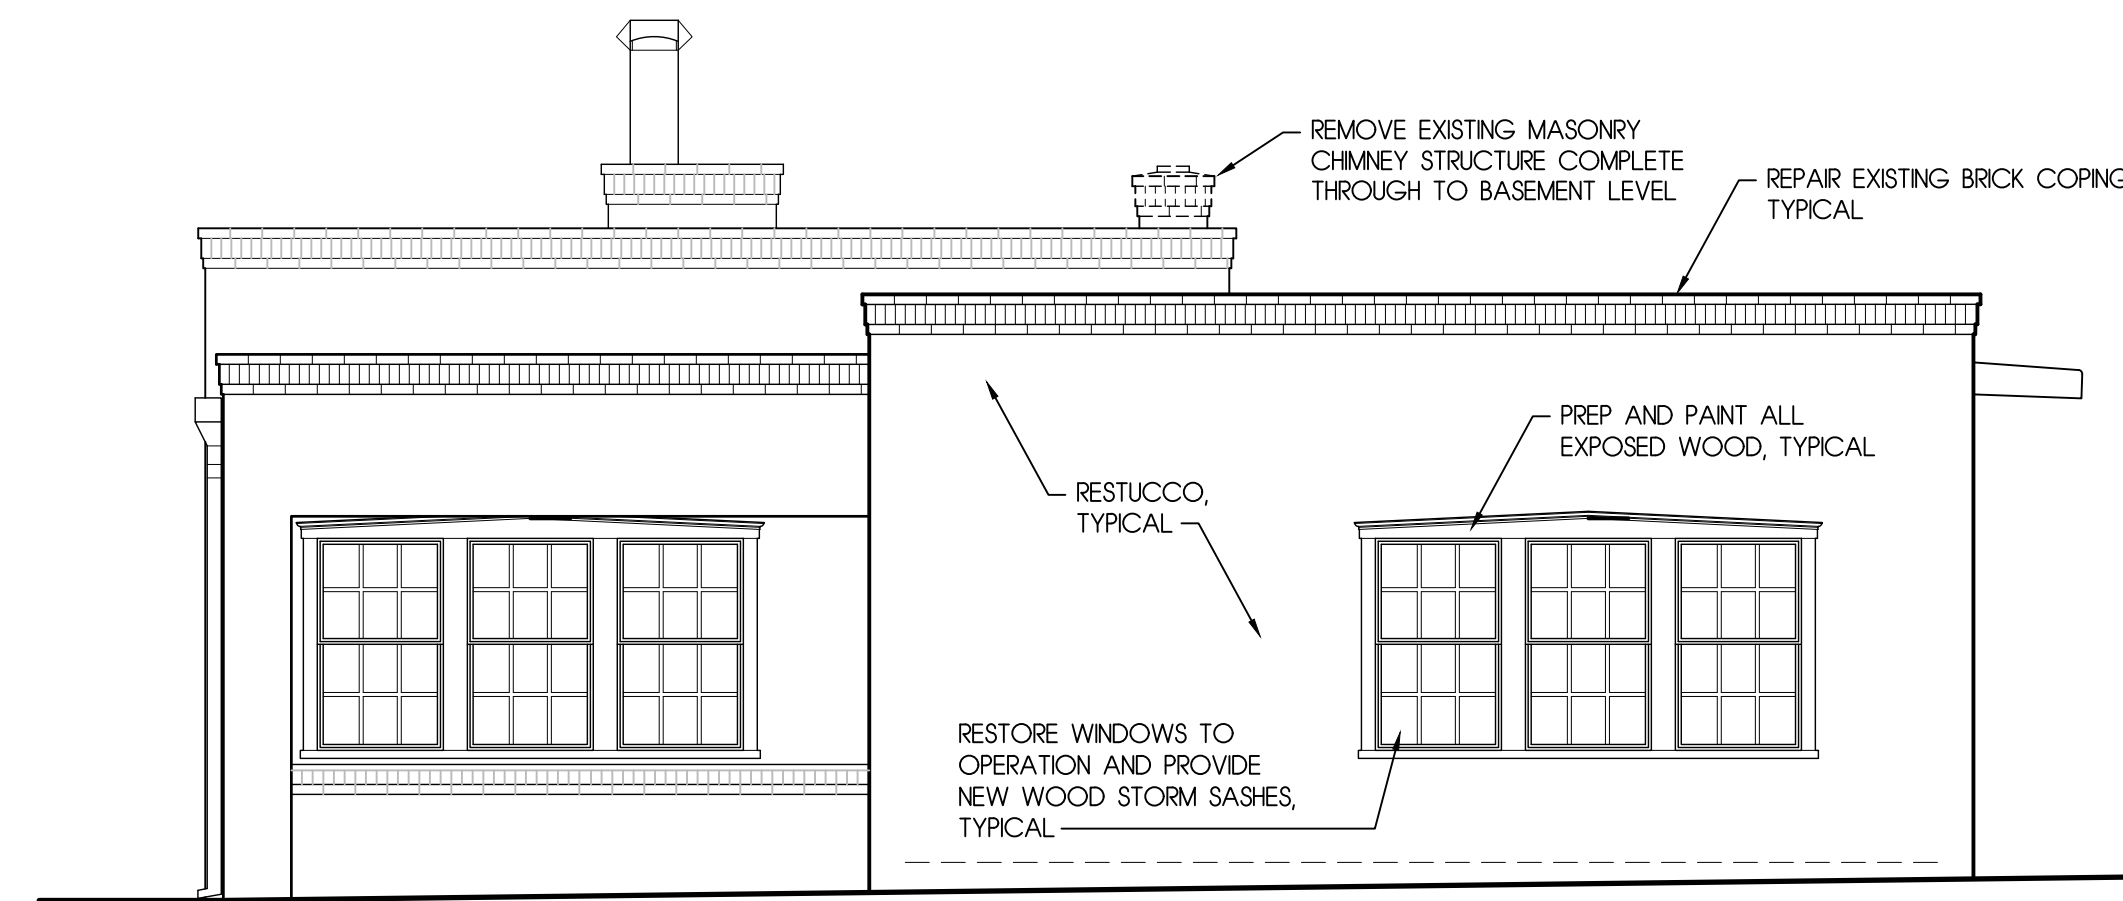 REMOVE EXISTING MASONRY
CHIMNEY STRUCTURE COMPLETE
THROUGH TO BASEMENT LEVEL
REPAIR EXISTING BRICK COPING
TYPICAL
PREP AND PAINT ALL
EXPOSED WOOD, TYPICAL
RESTUCCO,
TYPICAL
RESTORE WINDOWS TO
OPERATION AND PROVIDE
NEW WOOD STORM SASHES,
TYPICAL